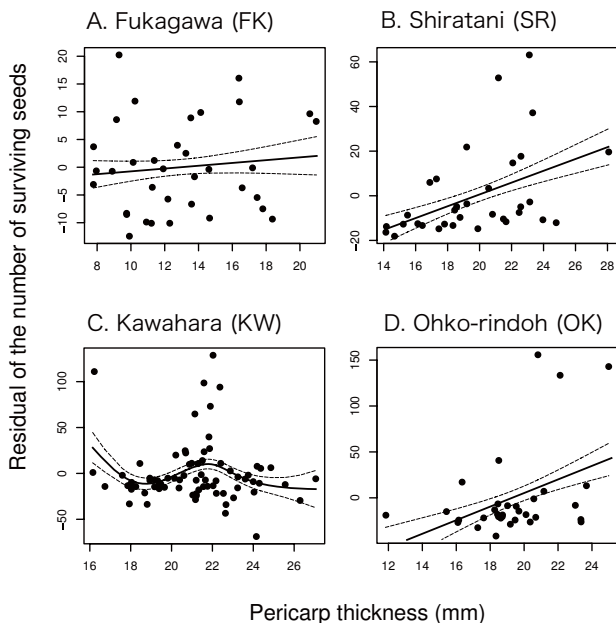 A. Fukagawa (FK)
B. Shiratani (SR)
20
15
10
5
0
-5
-10
8 10 12 14 16 18 20
60
40
20
0
-20
14 16 18 20 22 24 26 28
Residual of the number of surviving seeds
C. Kawahara (KW)
D. Ohko-rindoh (OK)
100
50
0
-50
16 18 20 22 24 26
150
100
50
0
-50
12 14 16 18 20 22 24
Pericarp thickness (mm)